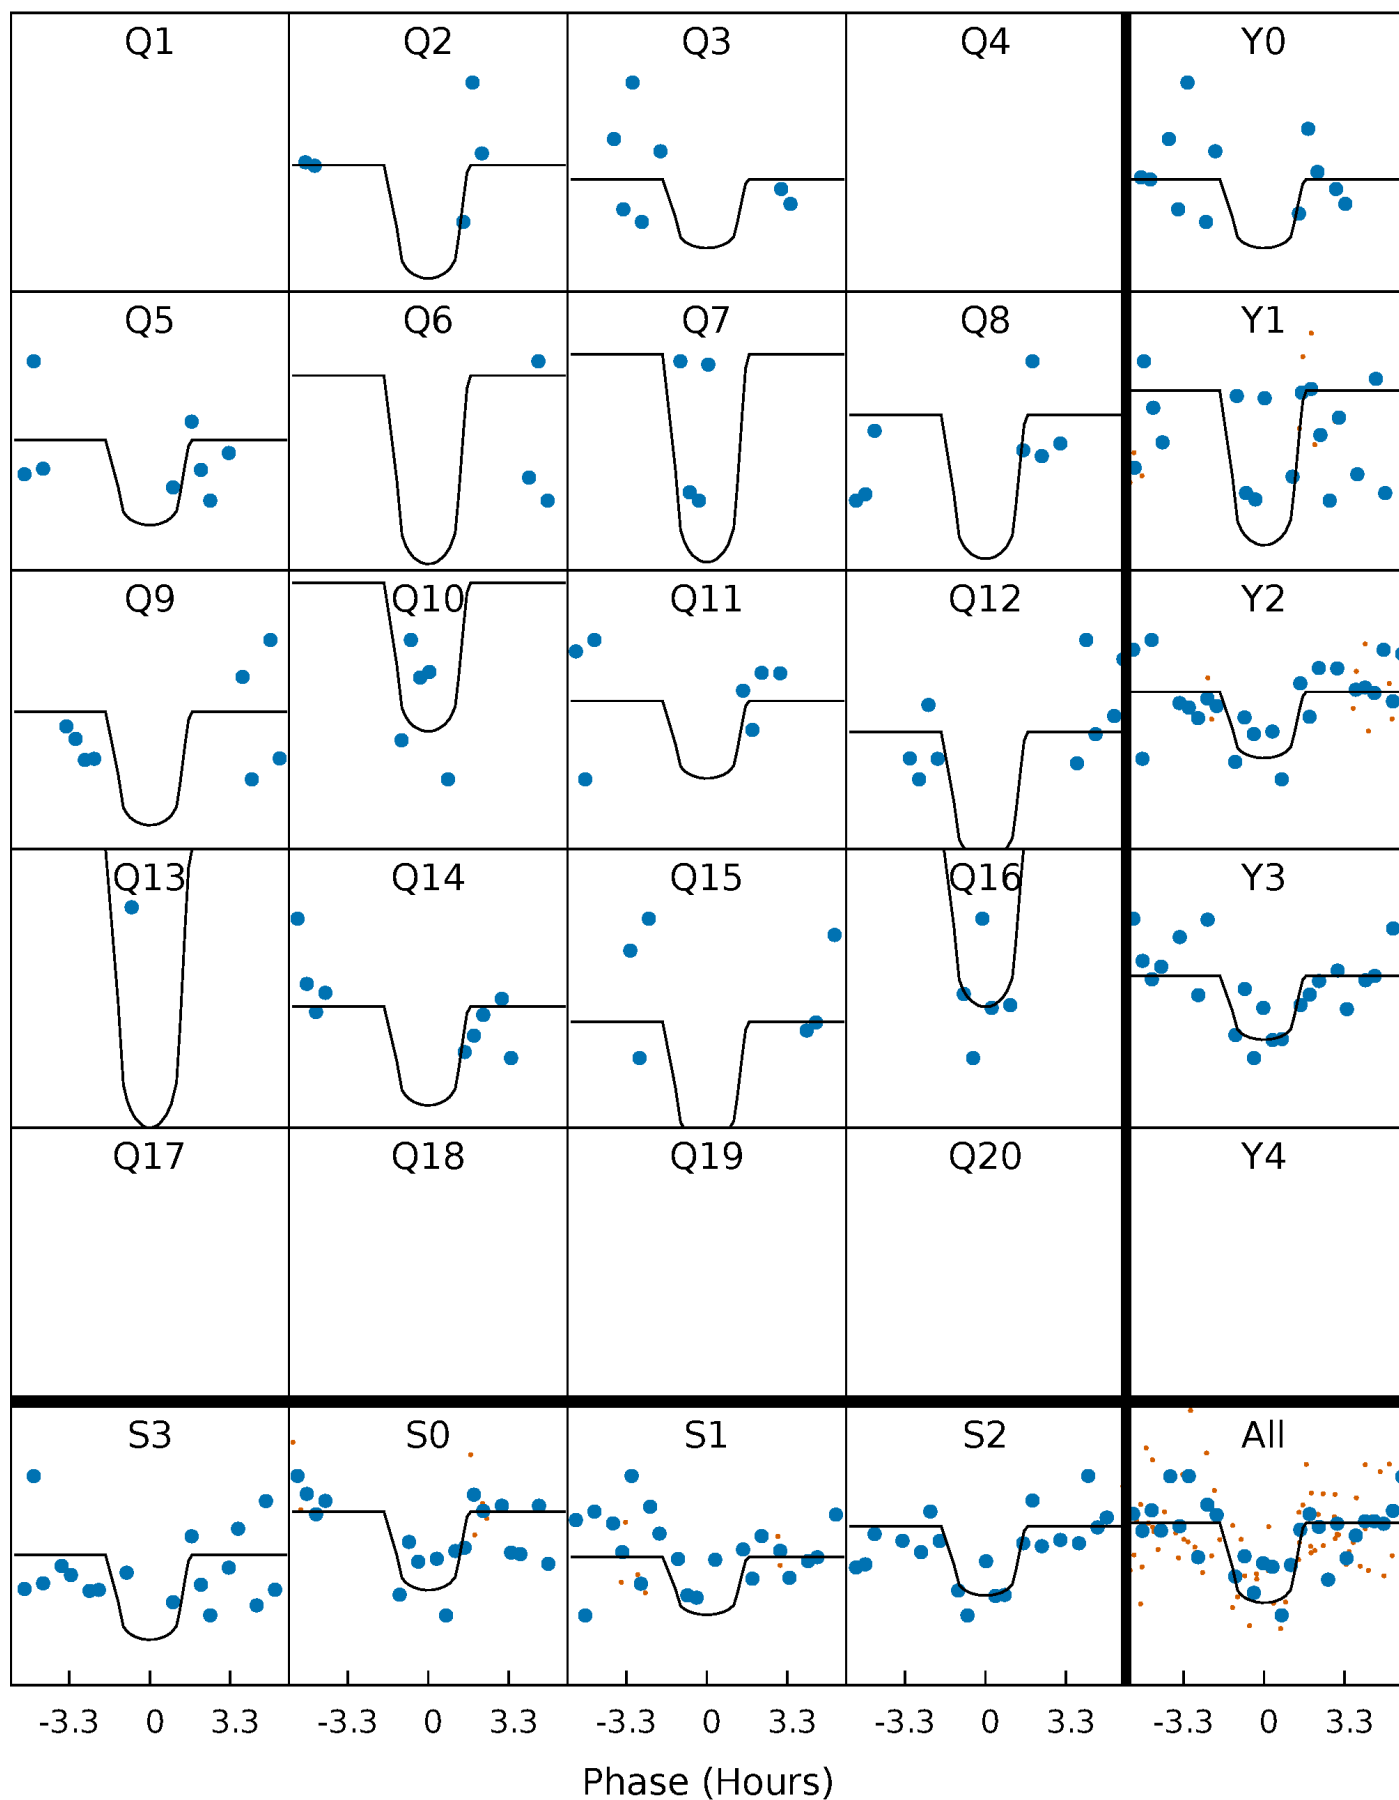 Q1 Q2 Q3 Q4 Y0
Q5 Q6 Q7 Q8 Y1
Q9 Q10 Q11 Q12 Y2
Q13 Q14 Q15 Q16 Y3
Q17 Q18 Q19 Q20 Y4
S3 S0 S1 S2 All
-3.3 0 3.3 -3.3 0 3.3 -3.3 0 3.3 -3.3 0 3.3 -3.3 0 3.3
Phase (Hours)